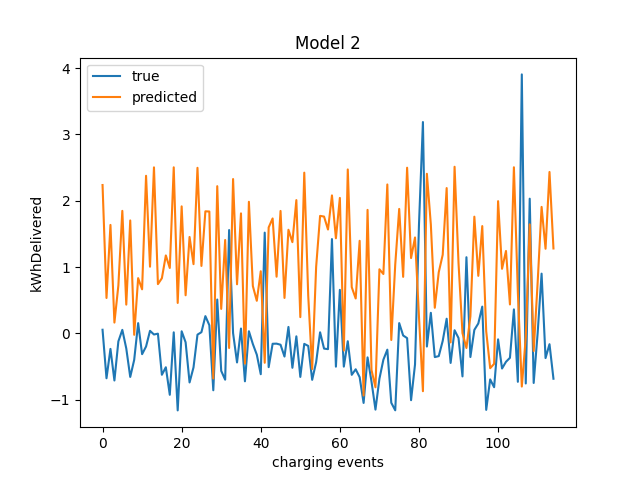 Model 2
true
predicted
kWhDelivered
4
3
2
1
0
−1
0 20 40 60 80 100
charging events